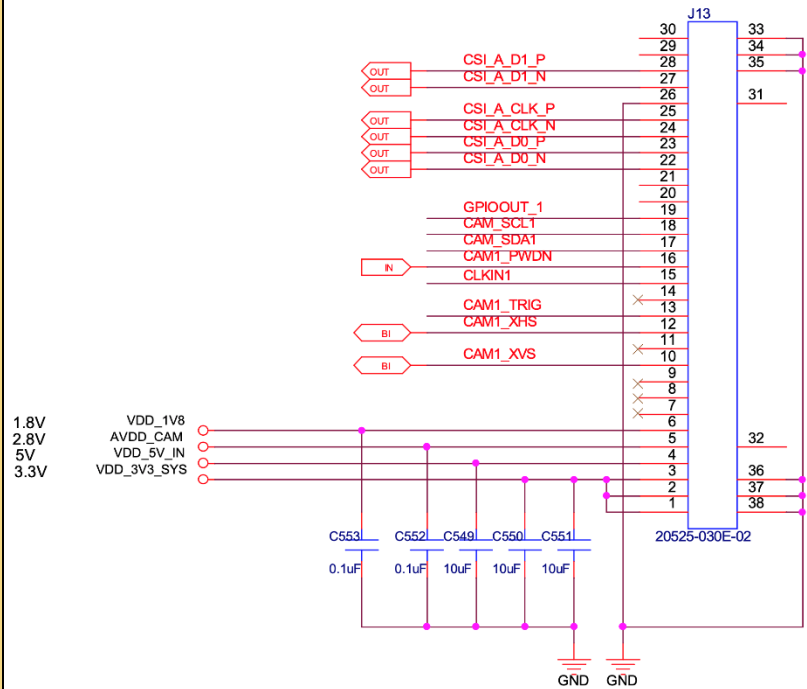 J13
30 33
29 34
CSI_A_D1_P 28 35
OUT
CSI_A_D1_N 27
OUT
26 31
CSI_A_CLK_P 25
OUT
CSI_A_CLK_N 24
OUT
CSI_A_D0_P 23
OUT
CSI_A_D0_N 22
OUT
21
20
GPIOOUT_1 19
CAM_SCL1 18
CAM_SDA1 17
CAM1_PWDN 16
IN
CLKIN1 15
14
CAM1_TRIG 13
CAM1_XHS 12
BI
11
CAM1_XVS 10
BI
9
8
7
1.8V VDD_1V8 6
2.8V AVDD_CAM 5 32
5V VDD_5V_IN 4
3.3V VDD_3V3_SYS 3 36
2 37
1 38
20525-030E-02
C553 C552 C549 C550 C551
0.1uF 0.1uF 10uF 10uF 10uF
GND GND